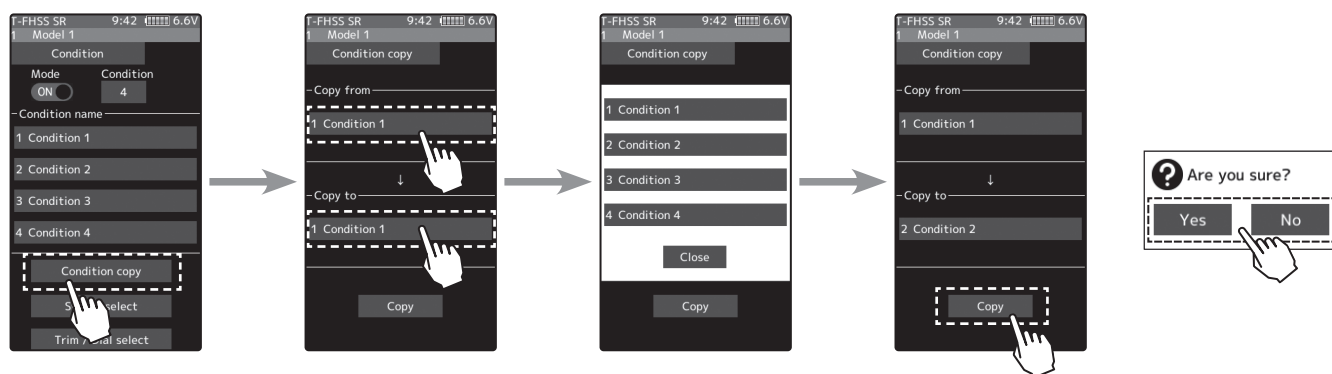 T-FHSS SR 9:42 6.6V
1 Model 1
Condition
Mode Condition
ON 4
Condition name
1 Condition 1
2 Condition 2
3 Condition 3
4 Condition 4
Condition copy
select
Trim / Dial select
T-FHSS SR 9:42 6.6V
1 Model 1
Condition copy
Copy from
1 Condition 1
↓
Copy to
1 Condition 1
Copy
T-FHSS SR 9:42 6.6V
1 Model 1
Condition copy
1 Condition 1
2 Condition 2
3 Condition 3
4 Condition 4
Close
Copy
T-FHSS SR 9:42 6.6V
1 Model 1
Condition copy
Copy from
1 Condition 1
↓
Copy to
2 Condition 2
Copy
? Are you sure?
Yes No